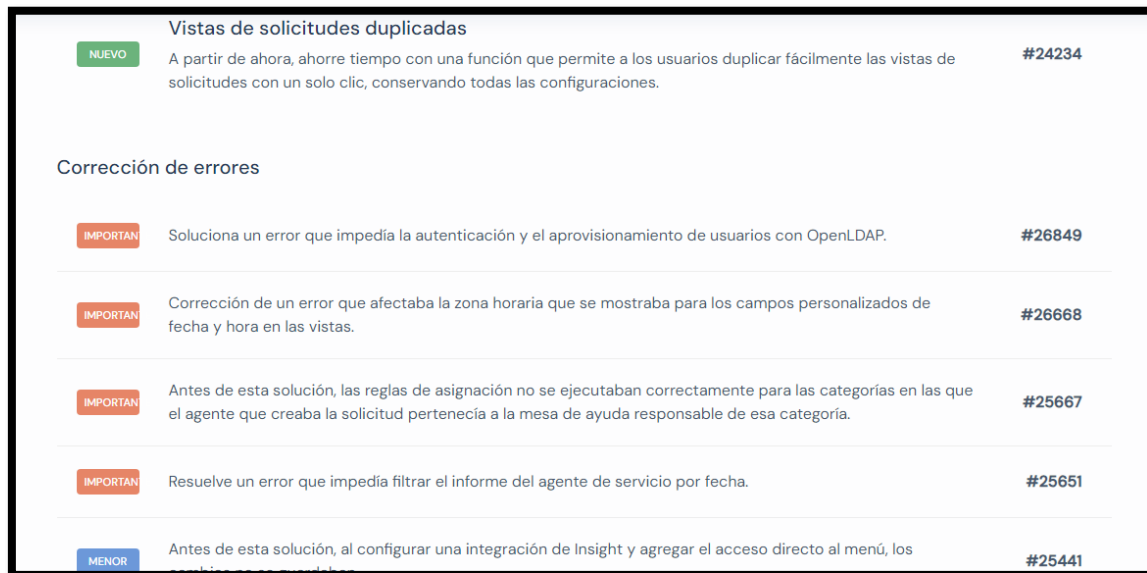 Vistas de solicitudes duplicadas
NUEVO
A partir de ahora, ahorre tiempo con una función que permite a los usuarios duplicar fácilmente las vistas de
solicitudes con un solo clic, conservando todas las configuraciones.
#24234
Corrección de errores
IMPORTAN
Soluciona un error que impedía la autenticación y el aprovisionamiento de usuarios con OpenLDAP.
#26849
IMPORTAN
Corrección de un error que afectaba la zona horaria que se mostraba para los campos personalizados de
fecha y hora en las vistas.
#26668
IMPORTAN
Antes de esta solución, las reglas de asignación no se ejecutaban correctamente para las categorías en las que
el agente que creaba la solicitud pertenecía a la mesa de ayuda responsable de esa categoría.
#25667
IMPORTAN
Resuelve un error que impedía filtrar el informe del agente de servicio por fecha.
#25651
MENOR
Antes de esta solución, al configurar una integración de Insight y agregar el acceso directo al menú, los
#25441